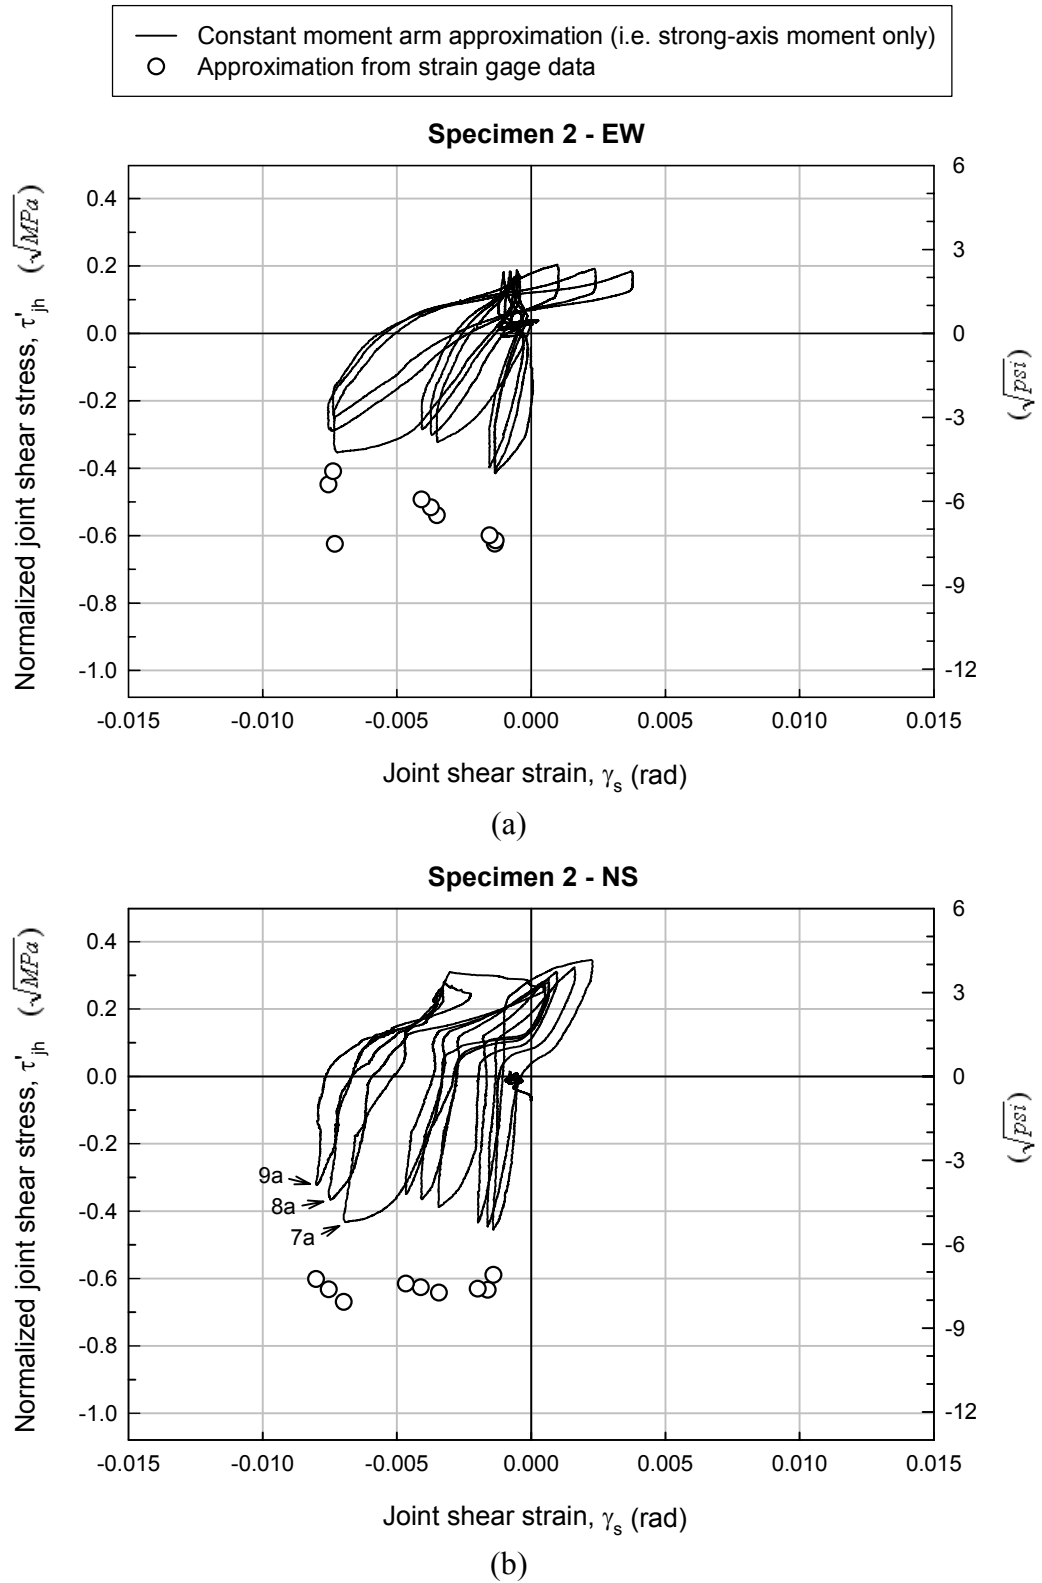 Constant moment arm approximation (i.e. strong-axis moment only)
Approximation from strain gage data
Specimen 2 - EW
Normalized joint shear stress, τ'jh (√MPa)
0.4
0.2
0.0
-0.2
-0.4
-0.6
-0.8
-1.0
6
3
0
-3
-6
-9
-12
(√psi)
-0.015 -0.010 -0.005 0.000 0.005 0.010 0.015
Joint shear strain, γs (rad)
(a)
Specimen 2 - NS
Normalized joint shear stress, τ'jh (√MPa)
0.4
0.2
0.0
-0.2
-0.4
-0.6
-0.8
-1.0
9a
8a
7a
6
3
0
-3
-6
-9
-12
(√psi)
-0.015 -0.010 -0.005 0.000 0.005 0.010 0.015
Joint shear strain, γs (rad)
(b)